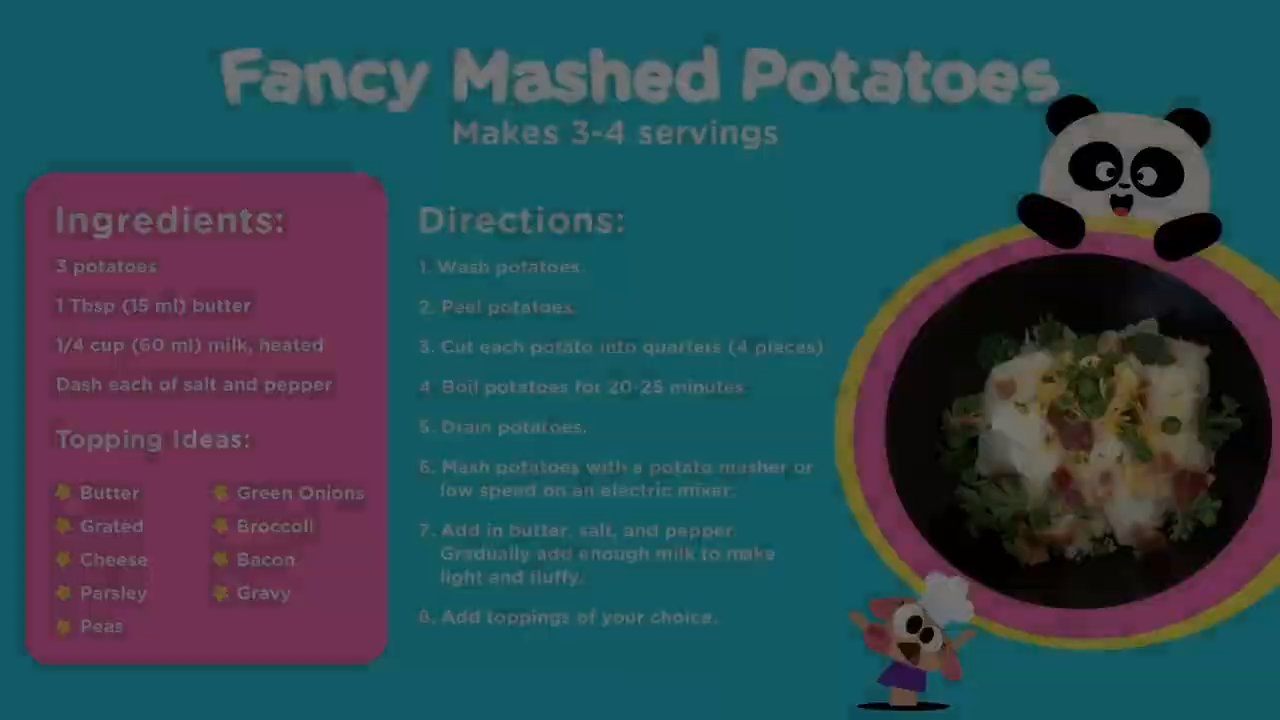 Fancy Mashed Potatoes
Makes 3-4 servings
Ingredients:
3 potatoes
1 Tbsp (15 ml) butter
1/4 cup (60 ml) milk, heated
Dash each of salt and pepper
Topping Ideas:
Butter
Grated
Cheese
Parsley
Peas
Green Onions
Broccoli
Bacon
Gravy
Directions:
1. Wash potatoes.
2. Peel potatoes.
3. Cut each potato into quarters (4 pieces)
4. Boil potatoes for 20-25 minutes.
5. Drain potatoes.
6. Mash potatoes with a potato masher or
low speed on an electric mixer.
7. Add in butter, salt, and pepper.
Gradually add enough milk to make
light and fluffy.
8. Add toppings of your choice.